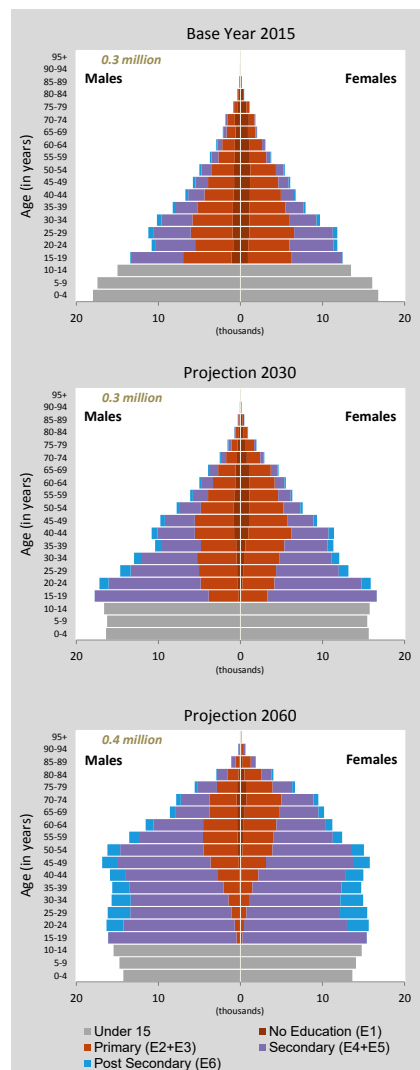 Base Year 2015
0.3 million
Males
Females
Age (in years)
95+
90-94
85-89
80-84
75-79
70-74
65-69
60-64
55-59
50-54
45-49
40-44
35-39
30-34
25-29
20-24
15-19
10-14
5-9
0-4
20 10 0 10 20
(thousands)
Projection 2030
0.3 million
Males
Females
Age (in years)
95+
90-94
85-89
80-84
75-79
70-74
65-69
60-64
55-59
50-54
45-49
40-44
35-39
30-34
25-29
20-24
15-19
10-14
5-9
0-4
20 10 0 10 20
(thousands)
Projection 2060
0.4 million
Males
Females
Age (in years)
95+
90-94
85-89
80-84
75-79
70-74
65-69
60-64
55-59
50-54
45-49
40-44
35-39
30-34
25-29
20-24
15-19
10-14
5-9
0-4
20 10 0 10 20
(thousands)
Under 15 No Education (E1)
Primary (E2+E3) Secondary (E4+E5)
Post Secondary (E6)